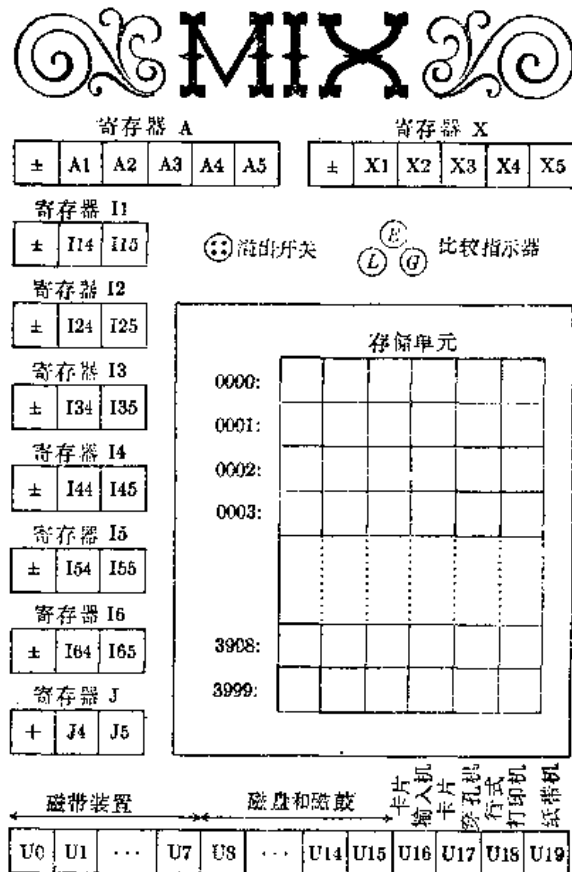 MIX
寄存器 A
± A1 A2 A3 A4 A5
寄存器 X
± X1 X2 X3 X4 X5
寄存器 I1
± I14 I15
溢出开关
E
L G
比较指示器
寄存器 I2
± I24 I25
寄存器 I3
± I34 I35
寄存器 I4
± I44 I45
寄存器 I5
± I54 I55
寄存器 I6
± I64 I65
寄存器 J
+ J4 J5
存储单元
0000:
0001:
0002:
0003:
3998:
3999:
磁带装置
磁盘和磁鼓
卡片
输入机
卡片
穿孔机
行式
打印机
纸带机
U0 U1 ··· U7 U8 ··· U14 U15 U16 U17 U18 U19